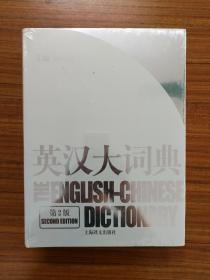 英汉大词典
THE ENGLISH-CHINESE
DICTIONARY
第2版
SECOND EDITION
上海译文出版社